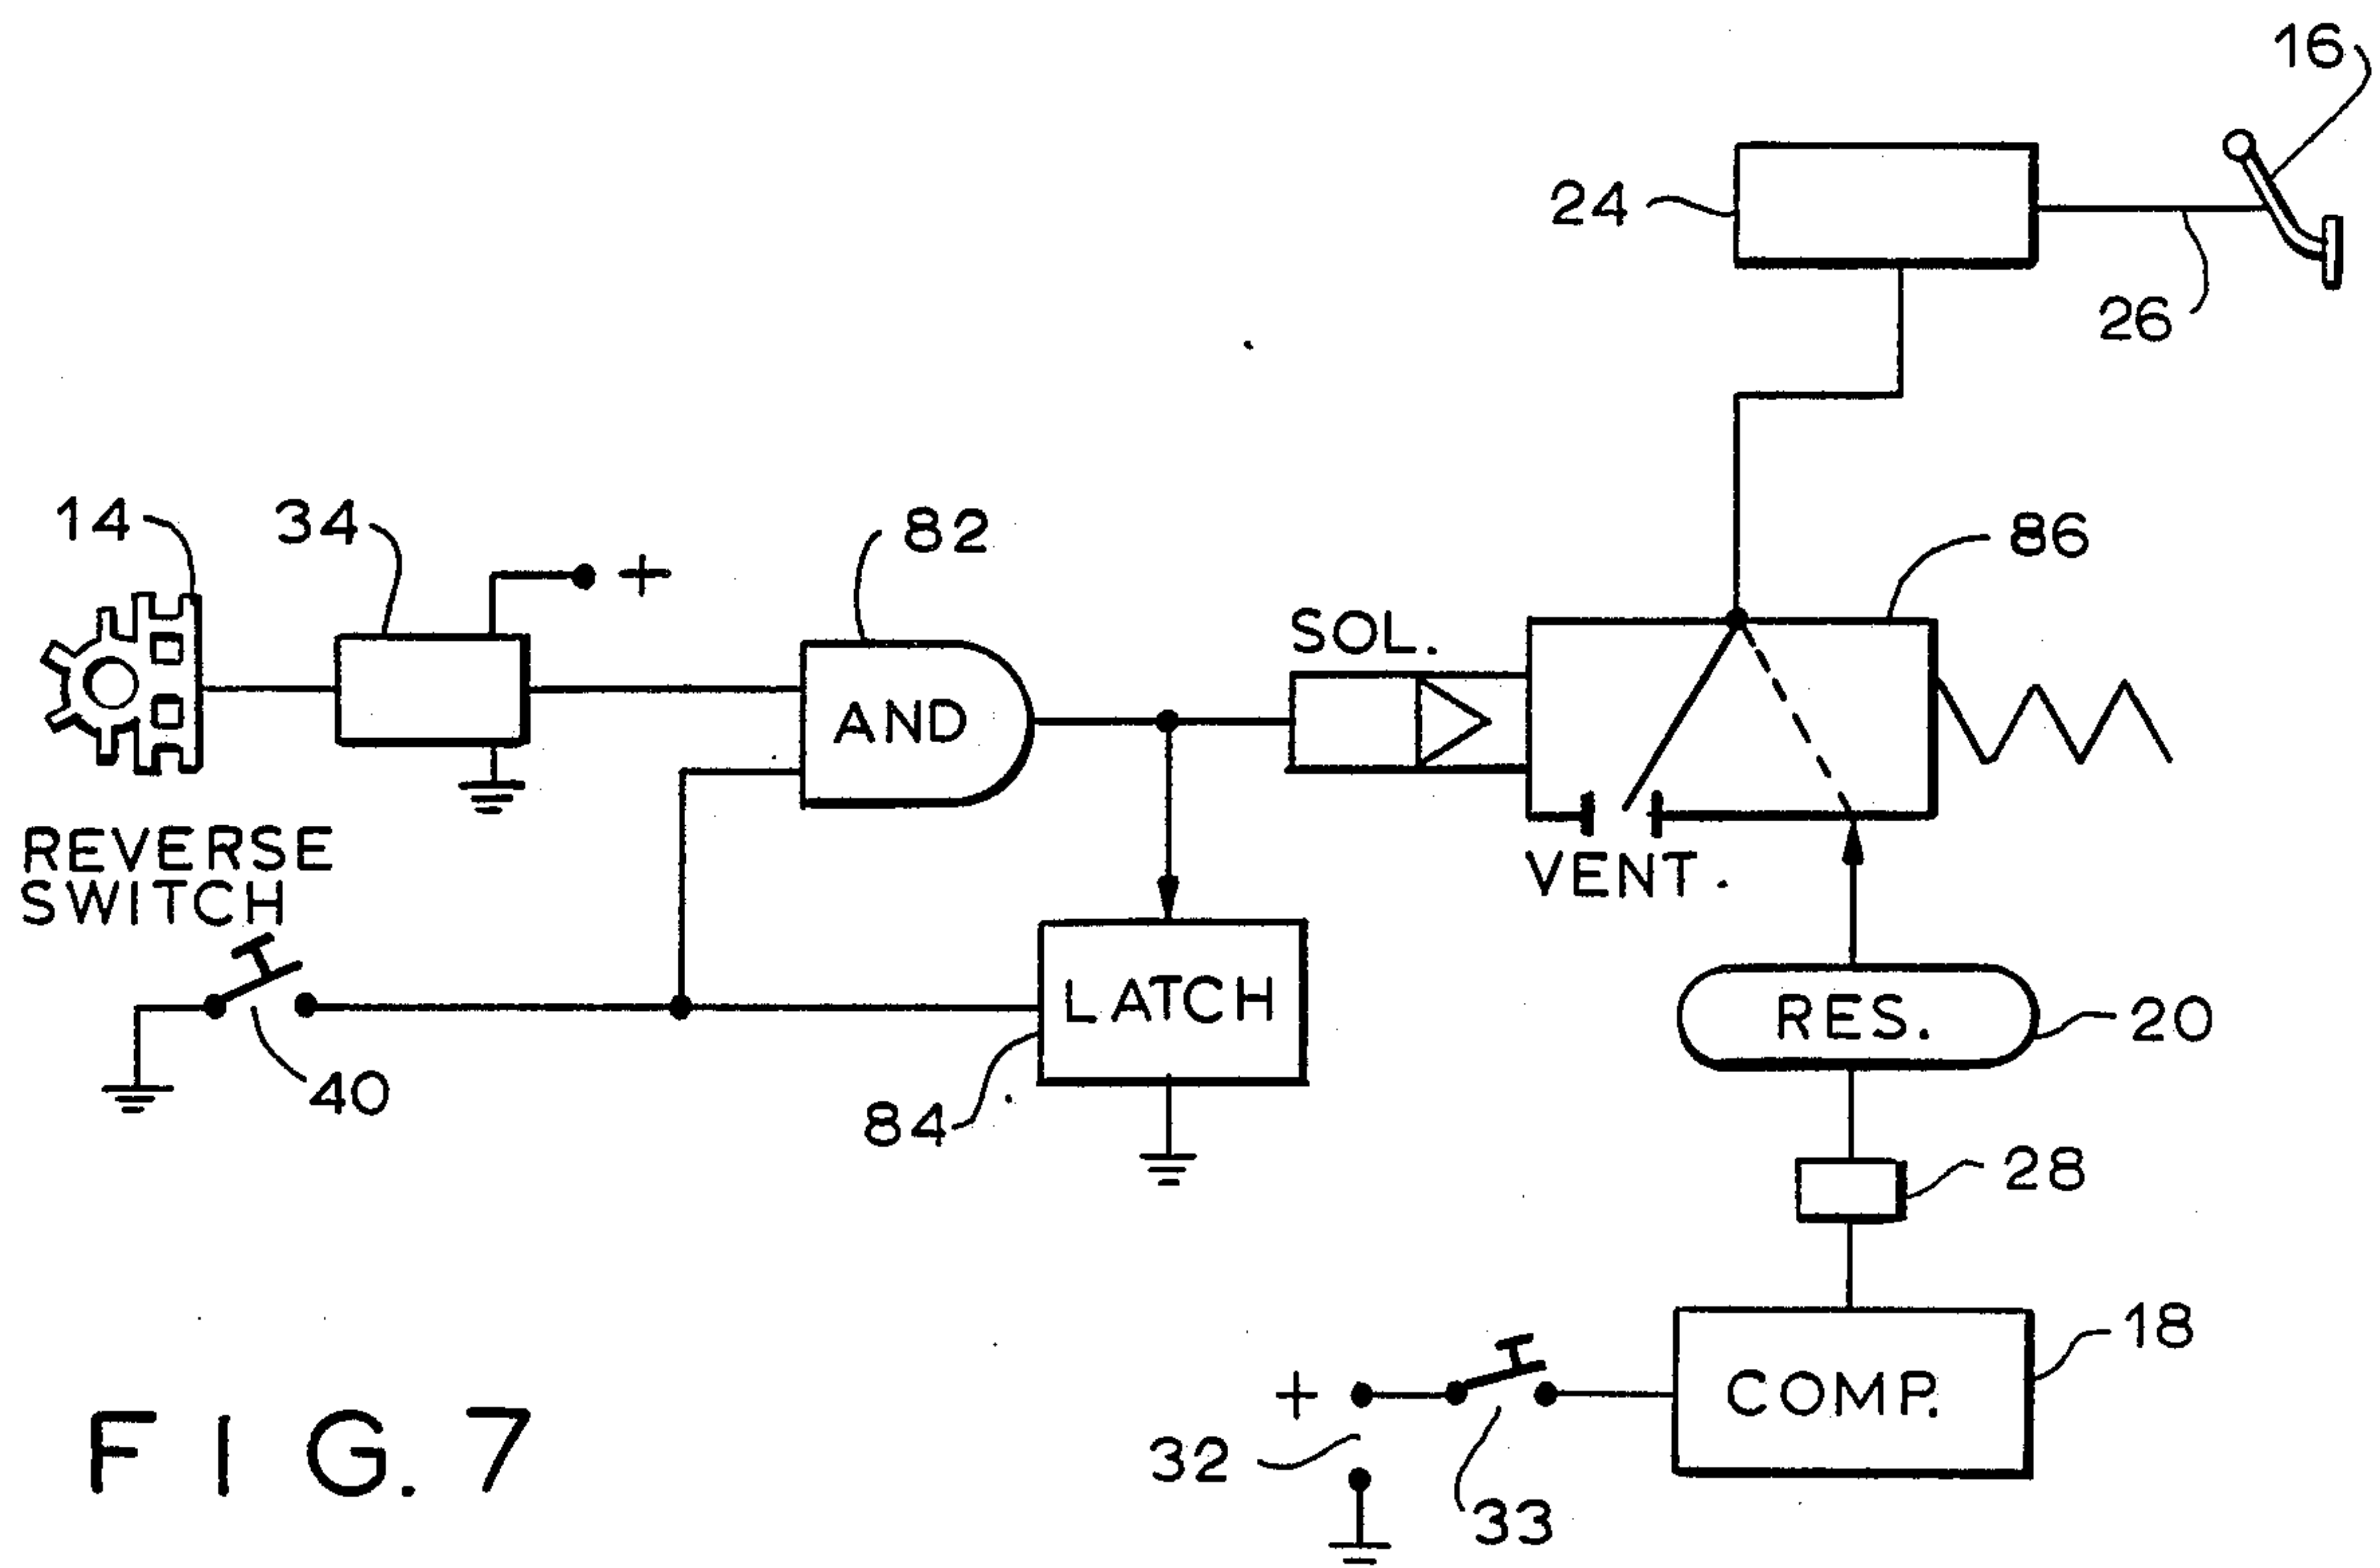 16
24
26
14
34
+
82
SOL.
86
AND
REVERSE
SWITCH
VENT.
LATCH
RES.
20
40
84
28
18
+
COMP.
32
33
FIG. 7